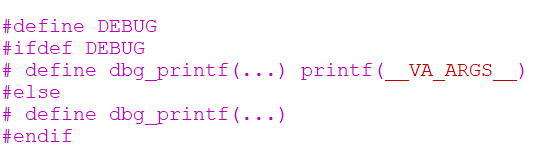 #define DEBUG
#ifdef DEBUG
# define dbg_printf(...) printf(__VA_ARGS__)
#else
# define dbg_printf(...)
#endif